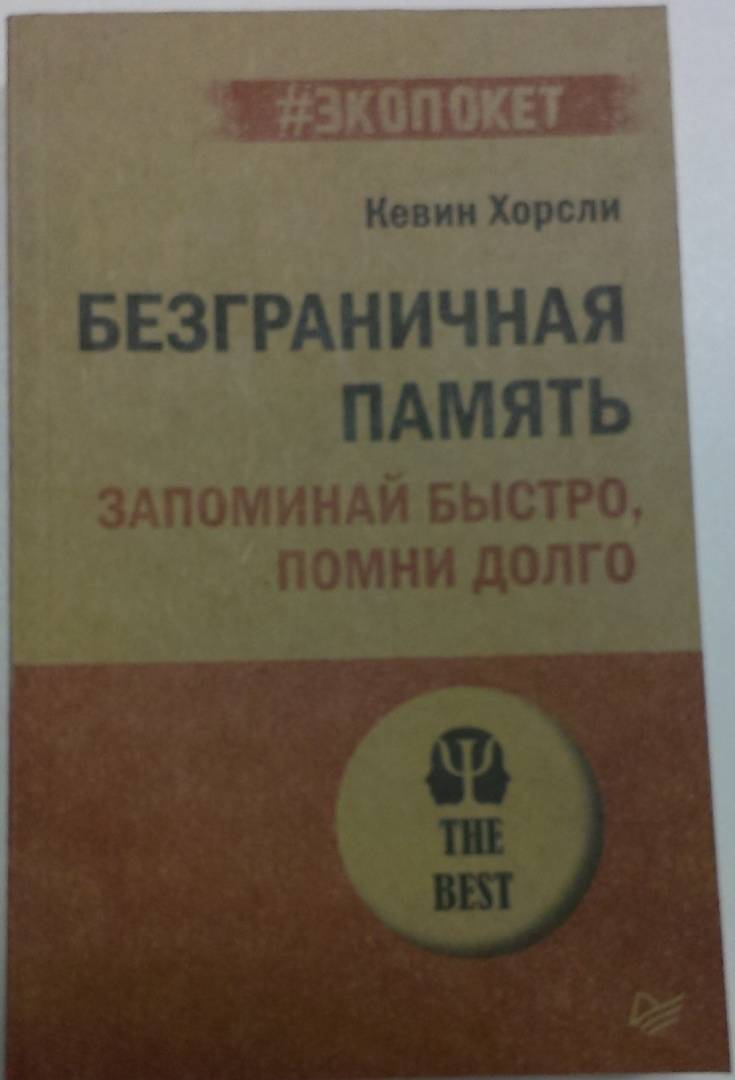 #ЭКОПОКЕТ
Кевин Хорсли
БЕЗГРАНИЧНАЯ
ПАМЯТЬ
ЗАПОМИНАЙ БЫСТРО,
ПОМНИ ДОЛГО
Ψ
THE
BEST